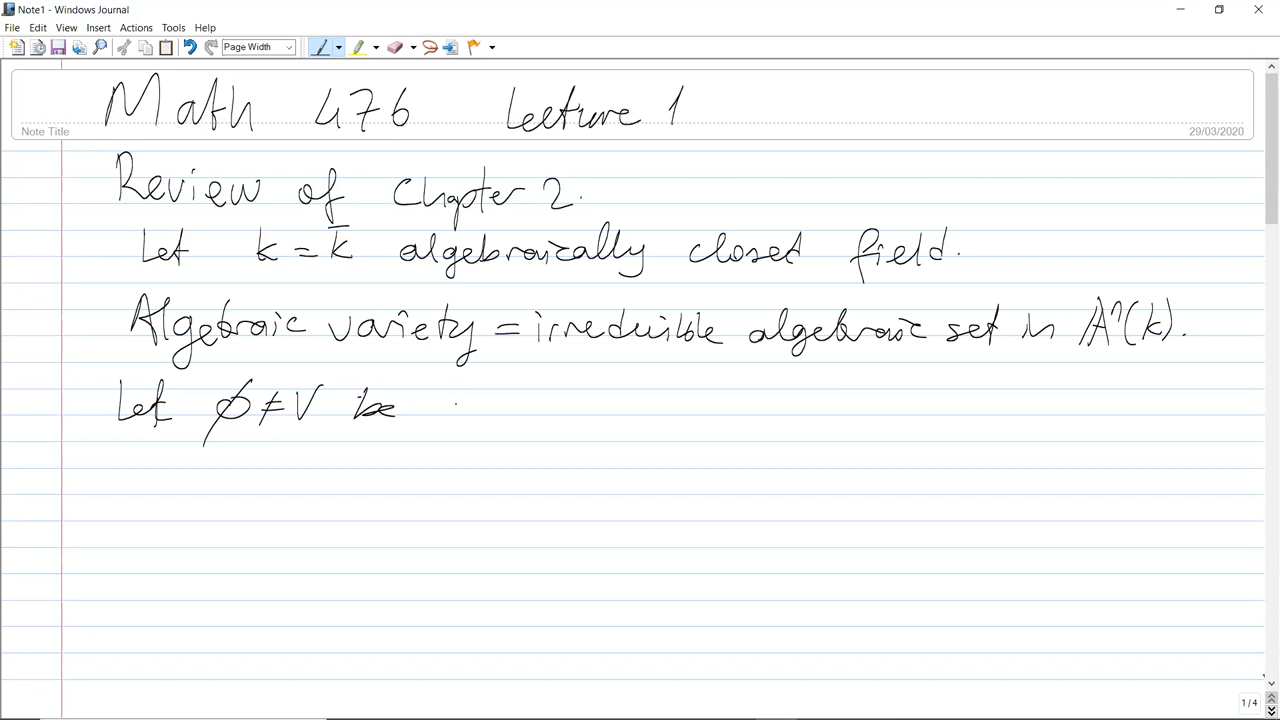 Note1 - Windows Journal
File Edit View Insert Actions Tools Help
Page Width
Math 476 Lecture 1
Note Title
29/03/2020
Review of Chapter 2.
Let k = k̅ algebraically closed field.
Algebraic variety = irreducible algebraic set in 𝔸ⁿ(k).
Let ∅ ≠ V be
1/4